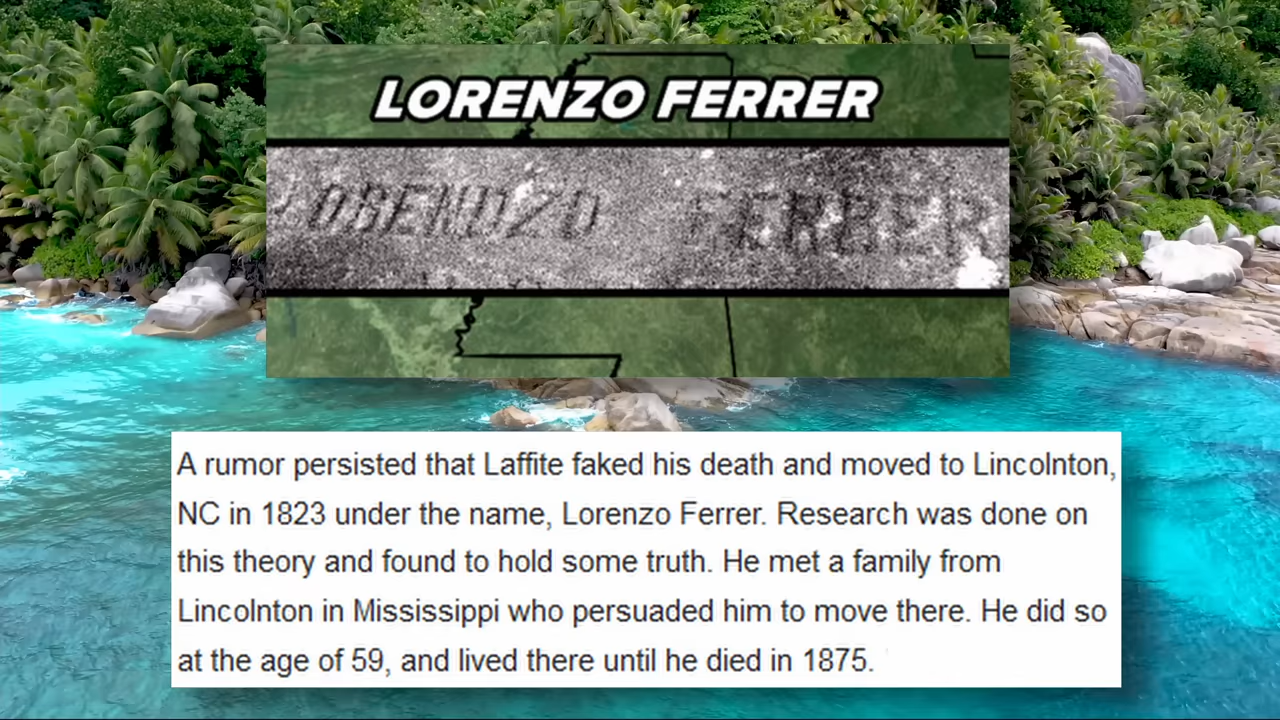 LORENZO FERRER
LORENDZO FERRER
A rumor persisted that Laffite faked his death and moved to Lincolnton,
NC in 1823 under the name, Lorenzo Ferrer. Research was done on
this theory and found to hold some truth. He met a family from
Lincolnton in Mississippi who persuaded him to move there. He did so
at the age of 59, and lived there until he died in 1875.